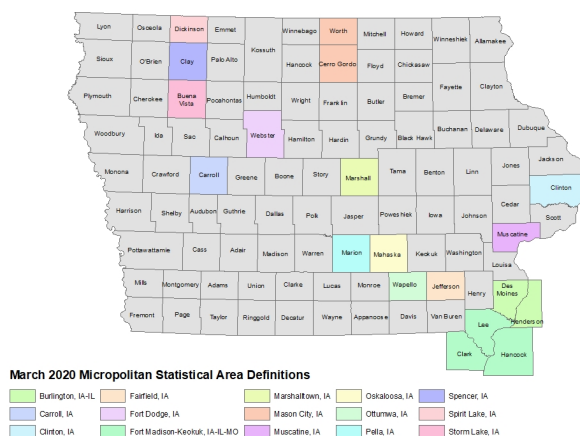 Lyon Osceola Dickinson Emmet Winnebago Worth Mitchell Howard Winneshiek Allamakee
Kossuth
Sioux O'Brien Clay Palo Alto Hancock Cerro Gordo Floyd Chickasaw
Plymouth Cherokee Buena Vista Pocahontas Humboldt Wright Franklin Butler Bremer Fayette Clayton
Woodbury Ida Sac Calhoun Webster Hamilton Hardin Grundy Black Hawk Buchanan Delaware Dubuque
Monona Crawford Carroll Greene Boone Story Marshall Tama Benton Linn Jones Jackson
Clinton
Harrison Shelby Audubon Guthrie Dallas Polk Jasper Poweshiek Iowa Johnson Cedar Scott
Muscatine
Pottawattamie Cass Adair Madison Warren Marion Mahaska Keokuk Washington Louisa
Mills Montgomery Adams Union Clarke Lucas Monroe Wapello Jefferson Henry Des Moines
Fremont Page Taylor Ringgold Decatur Wayne Appanoose Davis Van Buren Lee Henderson
Clark Hancock
March 2020 Micropolitan Statistical Area Definitions
Burlington, IA-IL Fairfield, IA Marshalltown, IA Oskaloosa, IA Spencer, IA
Carroll, IA Fort Dodge, IA Mason City, IA Ottumwa, IA Spirit Lake, IA
Clinton, IA Fort Madison-Keokuk, IA-IL-MO Muscatine, IA Pella, IA Storm Lake, IA